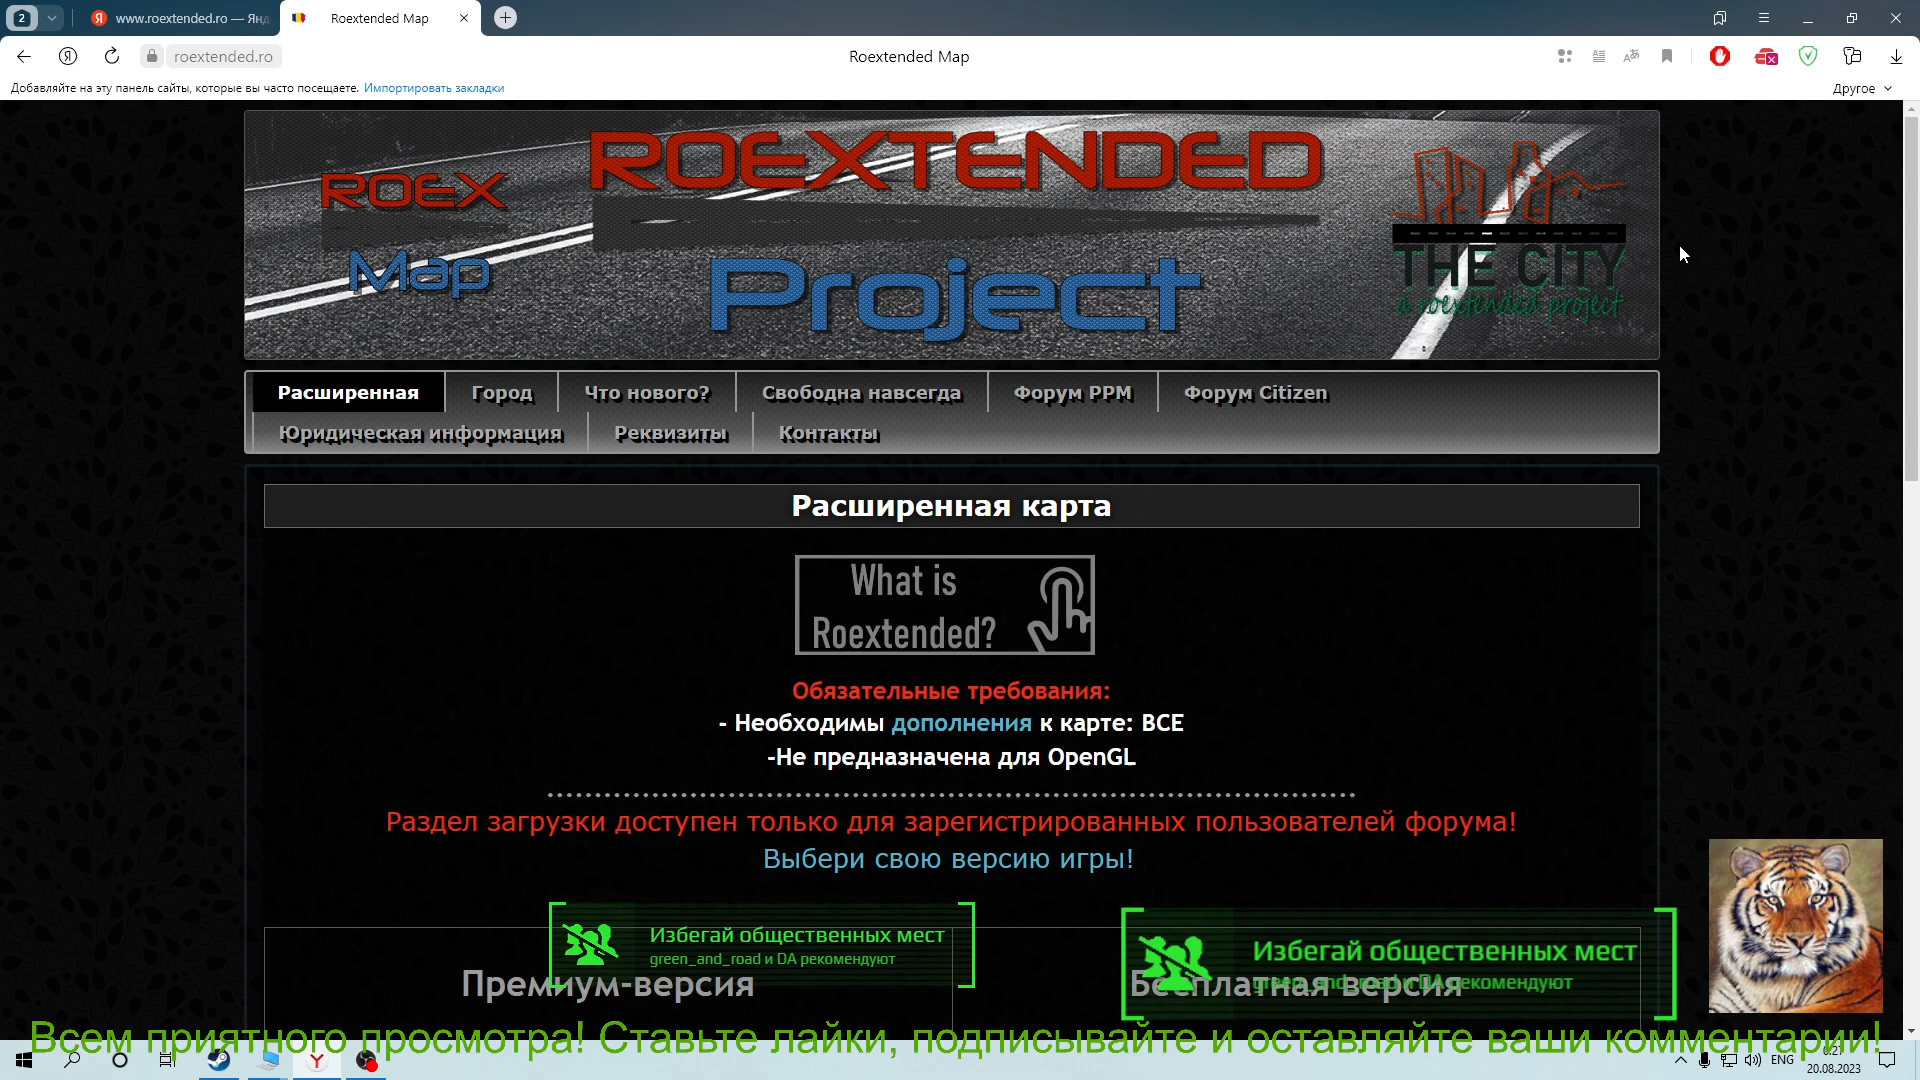 2
www.roextended.ro — Янд
Roextended Map
roextended.ro
Roextended Map
Добавляйте на эту панель сайты, которые вы часто посещаете. Импортировать закладки
Другое
ROEX
Map
ROEXTENDED
Project
THE CITY
a roextended project
Расширенная
Город
Что нового?
Свободна навсегда
Форум РРМ
Форум Citizen
Юридическая информация
Реквизиты
Контакты
Расширенная карта
What is
Roextended?
Обязательные требования:
- Необходимы дополнения к карте: ВСЕ
-Не предназначена для OpenGL
Раздел загрузки доступен только для зарегистрированных пользователей форума!
Выбери свою версию игры!
Избегай общественных мест
green_and_road и DA рекомендуют
Премиум-версия
Избегай общественных мест
green_and_road и DA рекомендуют
Бесплатная версия
Всем приятного просмотра! Ставьте лайки, подписывайте и оставляйте ваши комментарии!
ENG
20.08.2023